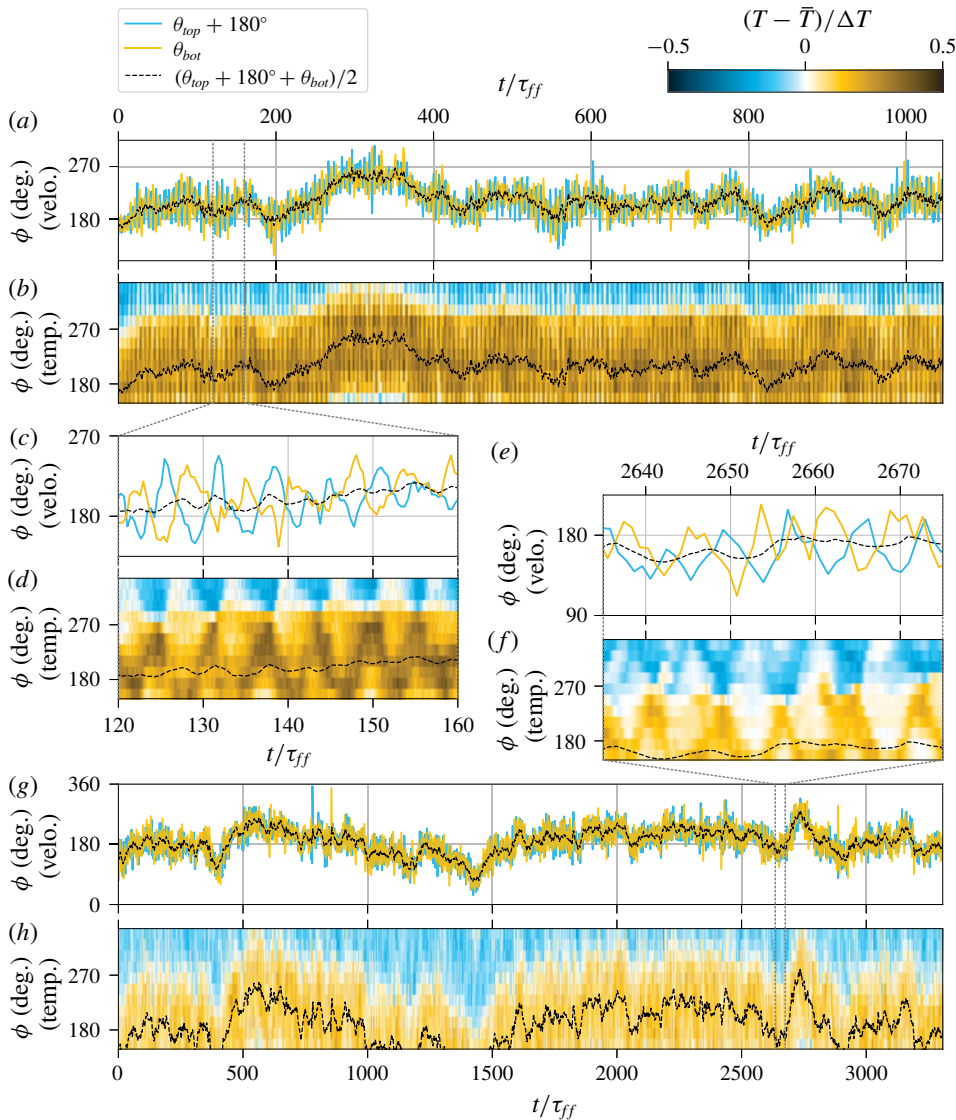 θ_top + 180°
θ_bot
(θ_top + 180° + θ_bot)/2
(T − T̄)/ΔT
−0.5 0 0.5
t/τ_ff
0 200 400 600 800 1000
(a)
270
180
ϕ (deg.)
(velo.)
(b)
270
180
ϕ (deg.)
(temp.)
(c)
270
180
ϕ (deg.)
(velo.)
(d)
270
180
ϕ (deg.)
(temp.)
120 130 140 150 160
t/τ_ff
(e)
t/τ_ff
2640 2650 2660 2670
180
90
ϕ (deg.)
(velo.)
(f)
270
180
ϕ (deg.)
(temp.)
(g)
360
180
0
ϕ (deg.)
(velo.)
(h)
270
180
ϕ (deg.)
(temp.)
0 500 1000 1500 2000 2500 3000
t/τ_ff